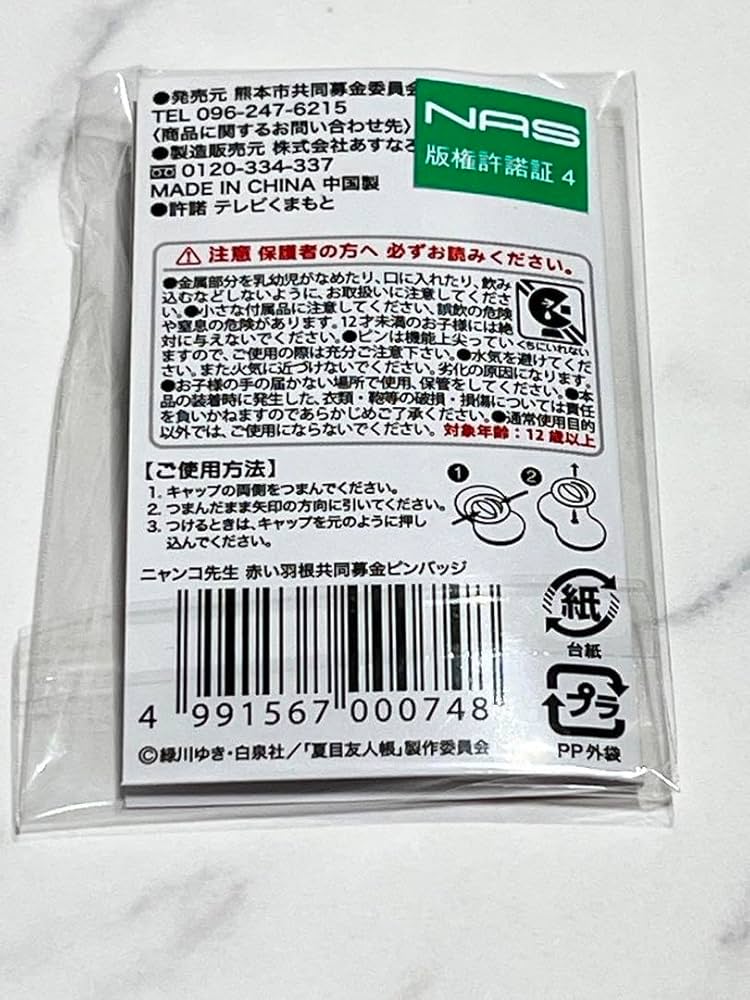 ●発売元 熊本市共同募金委員会
TEL 096-247-6215
〈商品に関するお問い合わせ先〉
●製造販売元 株式会社あすなろ
0120-334-337
MADE IN CHINA 中国製
●許諾 テレビくまもと
NAS
版権許諾証 4
⚠ 注意 保護者の方へ 必ずお読みください。
●金属部分を乳幼児がなめたり、口に入れたり、飲み
込むなどしないように、お取扱いに注意してくださ
い。●小さな付属品に注意してください。誤飲の危険
や窒息の危険があります。12才未満のお子様には絶
対に与えないでください。●ピンは機能上尖ってい
ますので、ご使用の際は充分ご注意下さい。●水気を避けてくだ
さい。また火気に近づけないでください。劣化の原因になります。
●お子様の手の届かない場所で使用、保管をしてください。●本
品の装着時に発生した、衣類・鞄等の破損・損傷については責任
を負いかねますのであらかじめご了承ください。●通常使用目的
以外では、ご使用にならないでください。 対象年齢：12歳以上
くちにいれない
【ご使用方法】
1. キャップの両側をつまんでください。
2. つまんだまま矢印の方向に引いてください。
3. つけるときは、キャップを元のように押し
込んでください。
1
2
ニャンコ先生 赤い羽根共同募金ピンバッジ
4 991567 000748
紙
台紙
プラ
PP外袋
©緑川ゆき・白泉社／「夏目友人帳」製作委員会